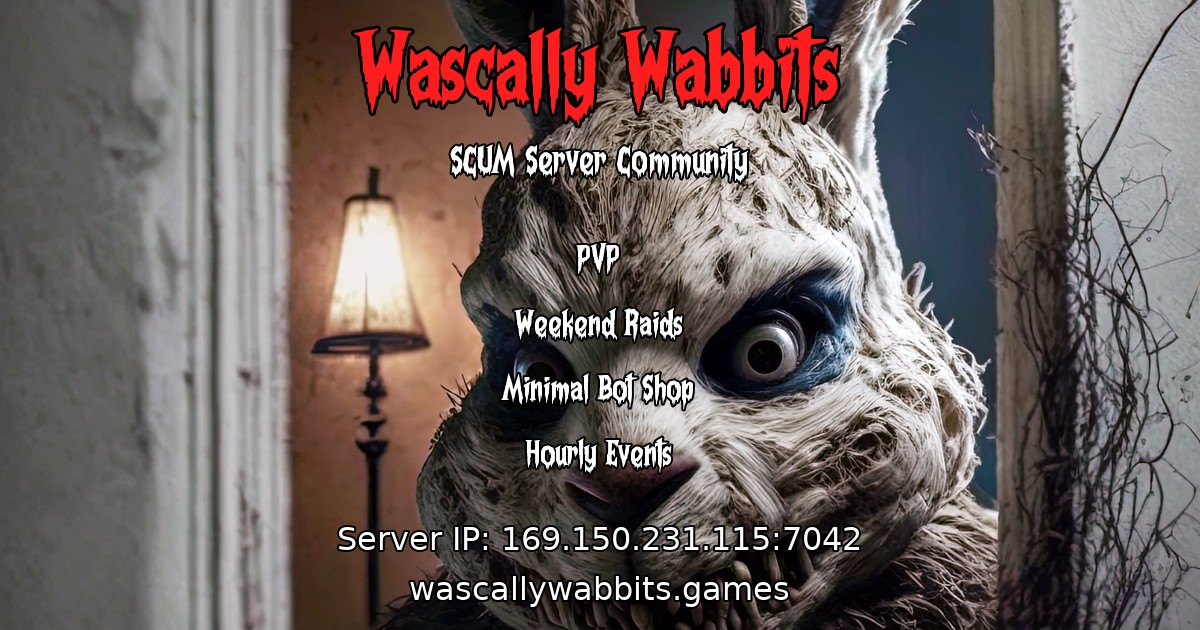 Wascally Wabbits
SCUM Server Community
PVP
Weekend Raids
Minimal Bot Shop
Hourly Events
Server IP: 169.150.231.115:7042
wascallywabbits.games